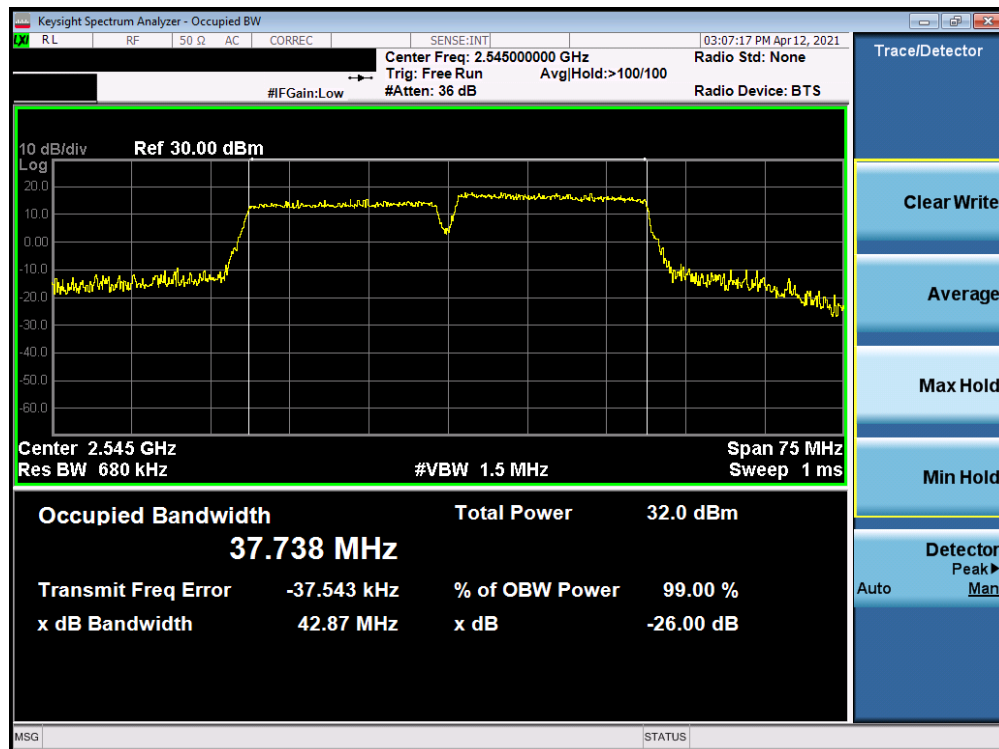 Keysight Spectrum Analyzer - Occupied BW
LXI RL RF 50 Ω AC CORREC SENSE:INT 03:07:17 PM Apr 12, 2021
Center Freq: 2.545000000 GHz Radio Std: None
Trig: Free Run Avg|Hold:>100/100
#IFGain:Low #Atten: 36 dB Radio Device: BTS
10 dB/div Ref 30.00 dBm
Log
20.0
10.0
0.00
-10.0
-20.0
-30.0
-40.0
-50.0
-60.0
Center 2.545 GHz Span 75 MHz
Res BW 680 kHz #VBW 1.5 MHz Sweep 1 ms
Occupied Bandwidth Total Power 32.0 dBm
37.738 MHz
Transmit Freq Error -37.543 kHz % of OBW Power 99.00 %
x dB Bandwidth 42.87 MHz x dB -26.00 dB
Trace/Detector
Clear Write
Average
Max Hold
Min Hold
Detector
Peak▶
Auto Man
MSG STATUS